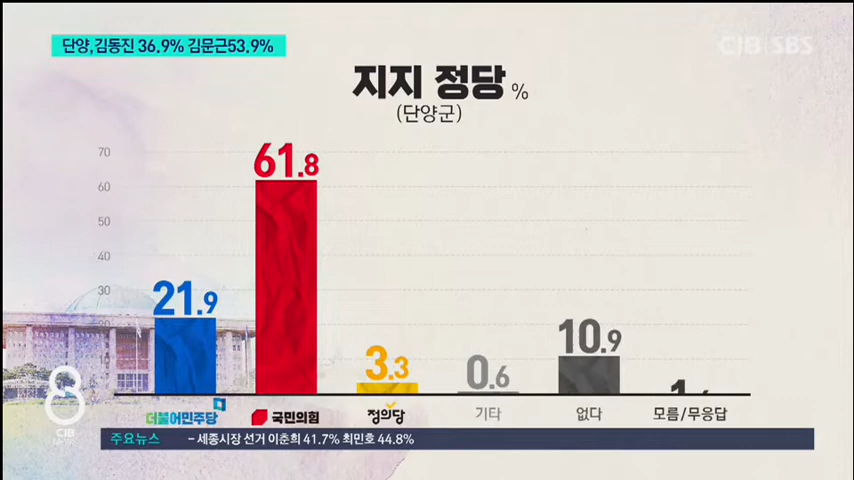 단양,김동진 36.9% 김문근53.9%
CJB SBS
지지 정당 %
(단양군)
70
60
50
40
30
20
10
21.9
61.8
3.3
0.6
10.9
더불어민주당
국민의힘
정의당
기타
없다
모름/무응답
8
CJB
주요뉴스 - 세종시장 선거 이춘희 41.7% 최민호 44.8%